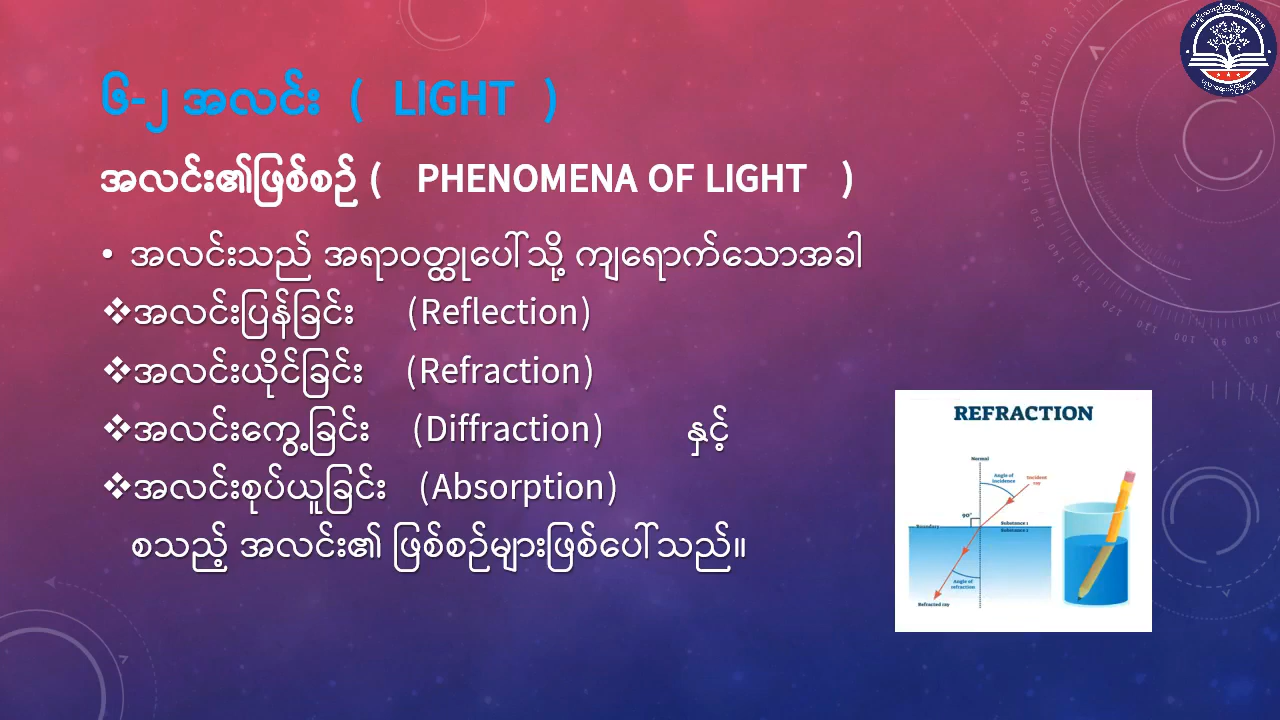 ၆-၂ အလင်း ( LIGHT )
အလင်း၏ဖြစ်စဉ် ( PHENOMENA OF LIGHT )
• အလင်းသည် အရာဝတ္ထုပေါ်သို့ ကျရောက်သောအခါ
❖အလင်းပြန်ခြင်း (Reflection)
❖အလင်းယိုင်ခြင်း (Refraction)
❖အလင်းကွေ့ခြင်း (Diffraction) နှင့်
❖အလင်းစုပ်ယူခြင်း (Absorption)
စသည့် အလင်း၏ ဖြစ်စဉ်များဖြစ်ပေါ်သည်။
REFRACTION
Normal
Angle of
incidence
Incident
ray
90°
Boundary
Substance 1
Substance 2
Angle of
refraction
Refracted ray